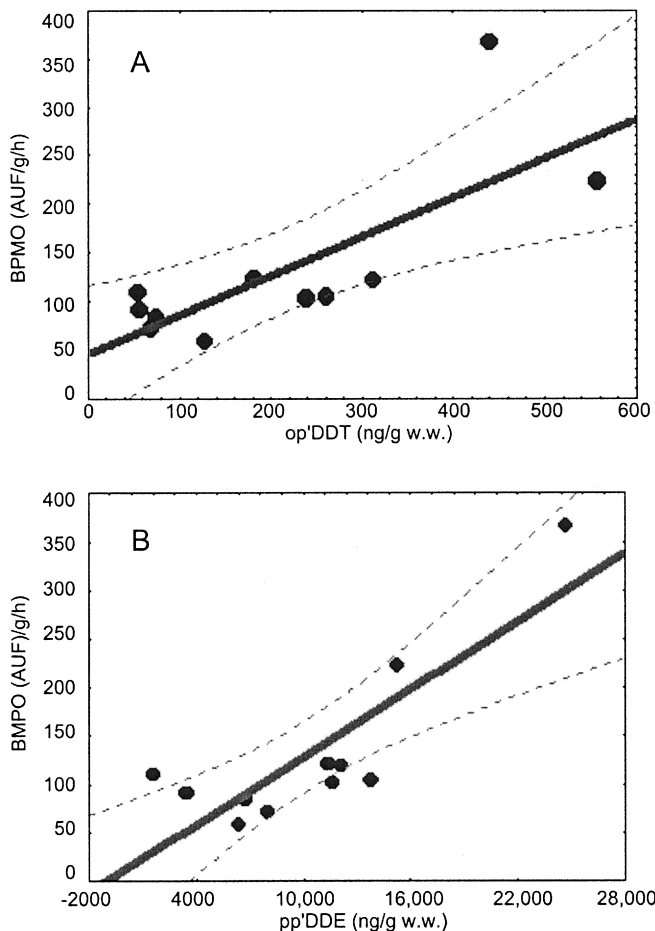 A
400
350
300
250
200
150
100
50
0
BPMO (AUF/g/h)
0 100 200 300 400 500 600
op'DDT (ng/g w.w.)
B
400
350
300
250
200
150
100
50
0
BMPO (AUF)/g/h)
-2000 4000 10,000 16,000 22,000 28,000
pp'DDE (ng/g w.w.)